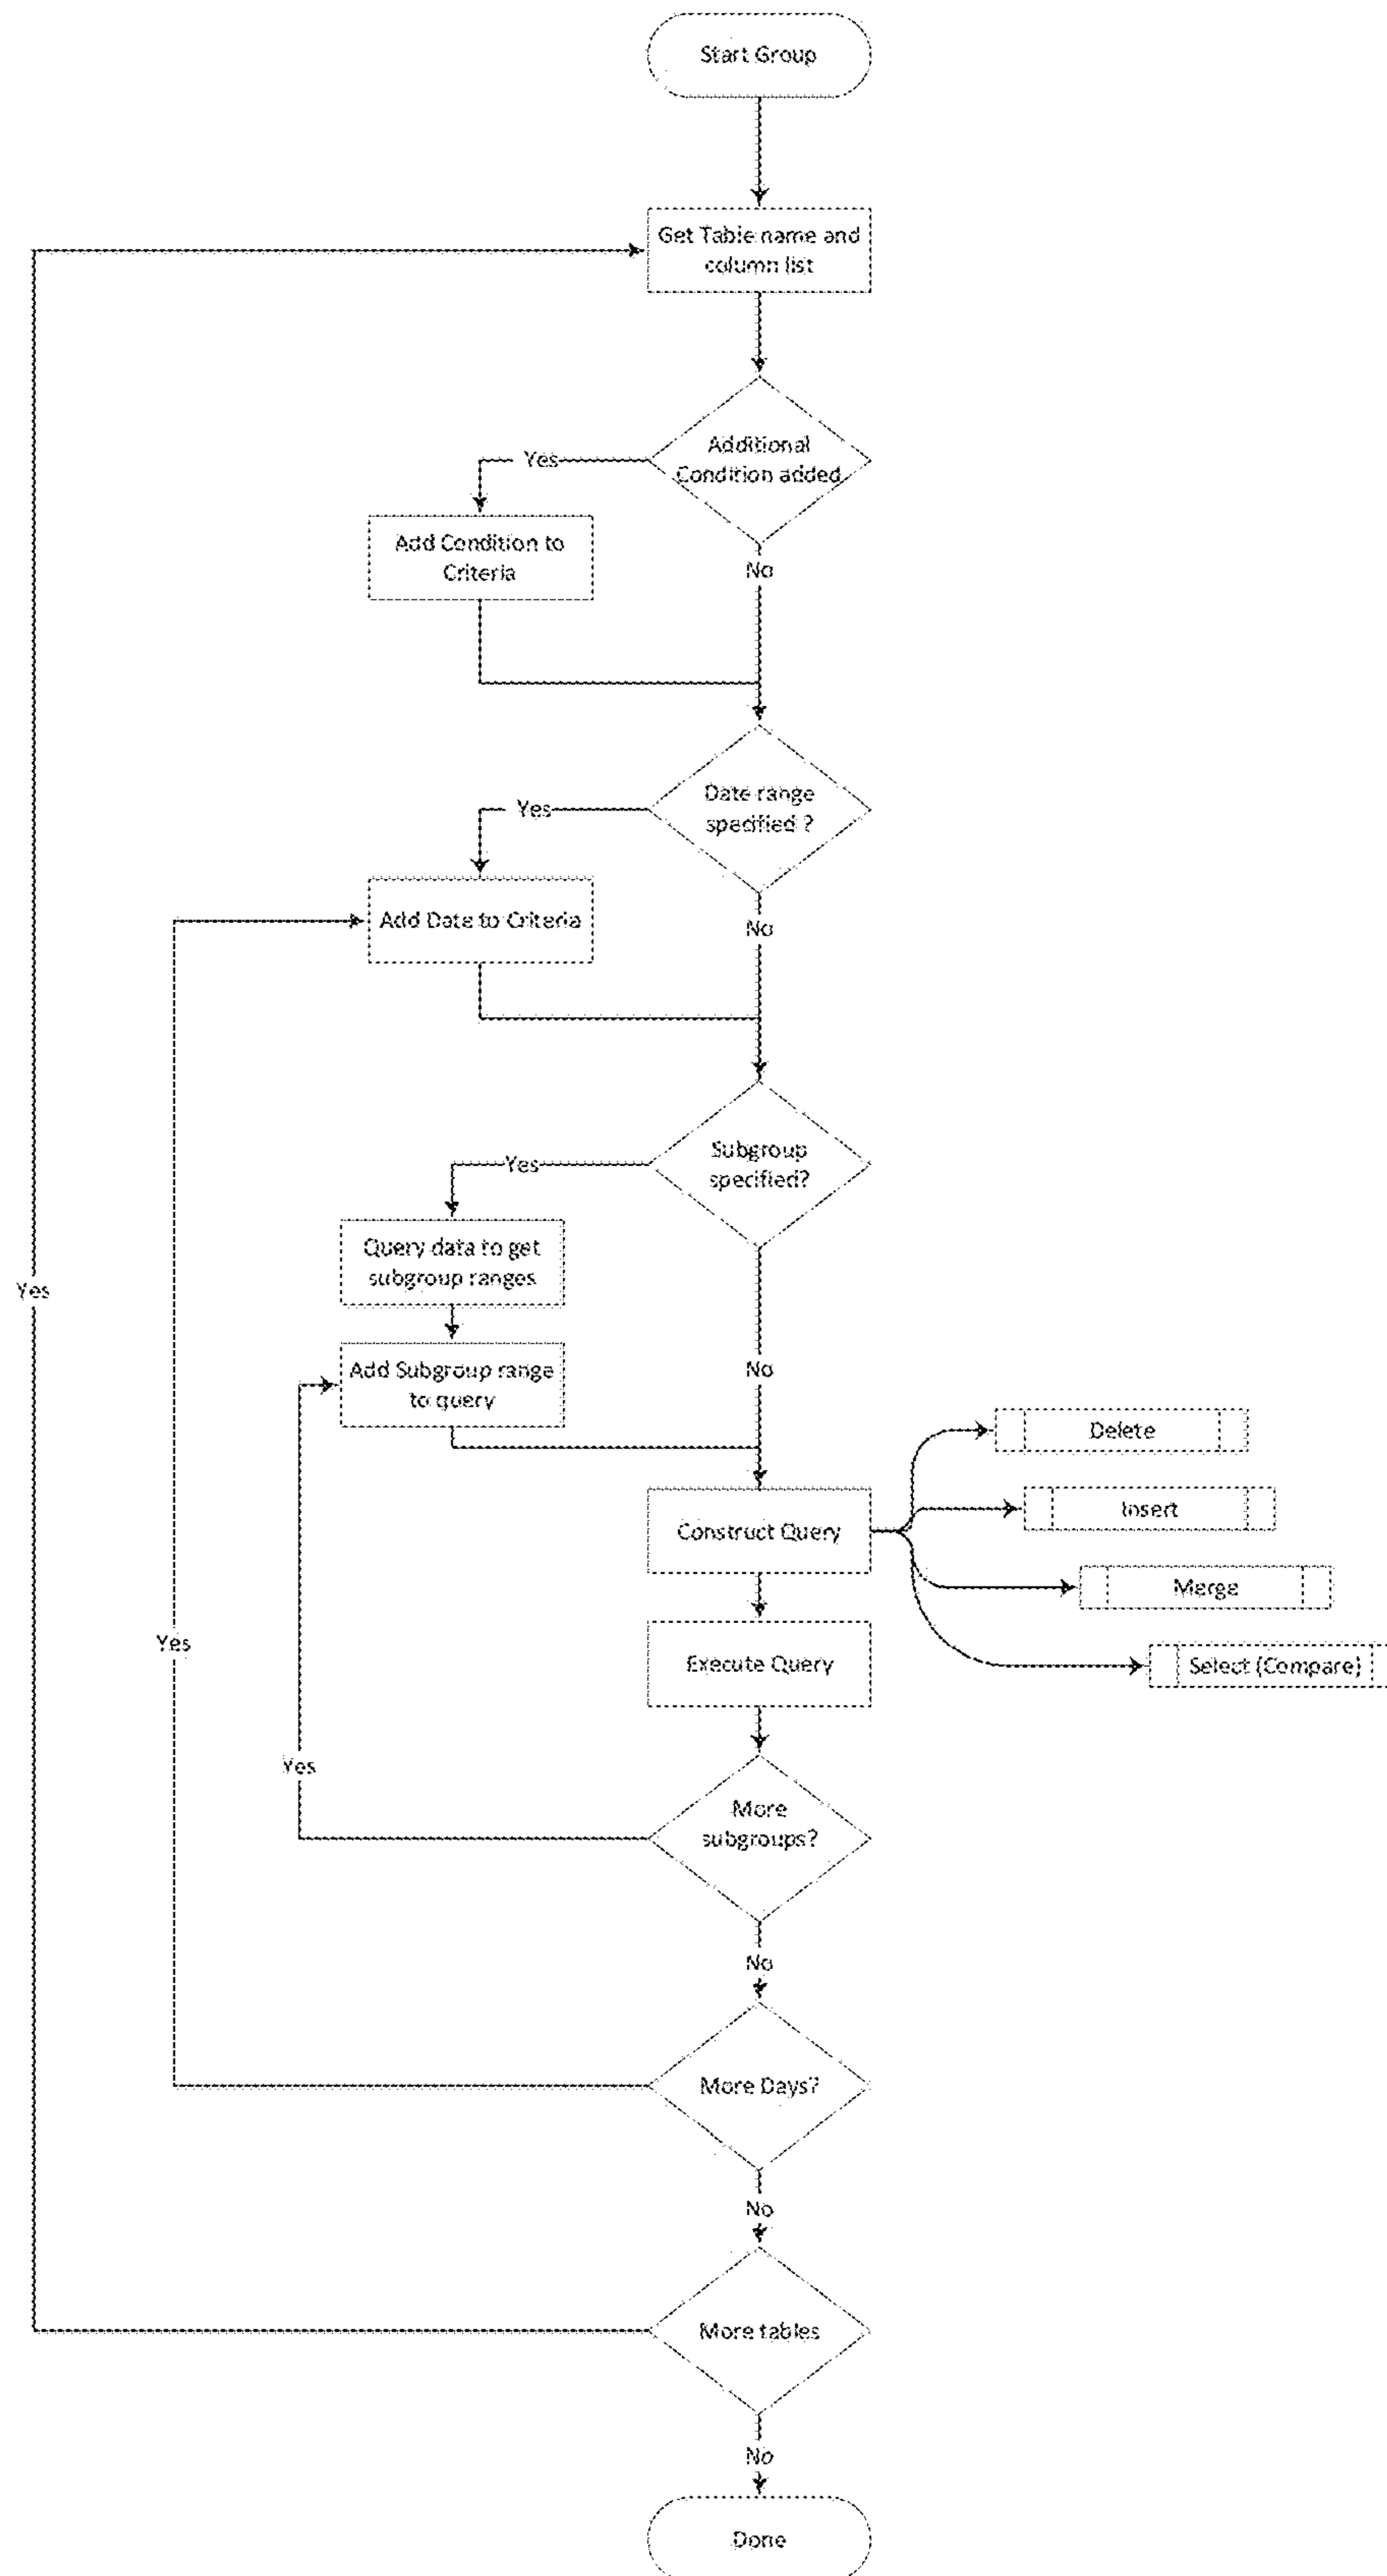 Start Group
Get Table name and
column list
Additional
Condition added
Yes
No
Add Condition to
Criteria
Date range
specified ?
Yes
No
Add Date to Criteria
Subgroup
specified?
Yes
No
Query data to get
subgroup ranges
Add Subgroup range
to query
Yes
Construct Query
Delete
Insert
Merge
Select (Compare)
Execute Query
Yes
Yes
More
subgroups?
No
More Days?
No
More tables
No
Done